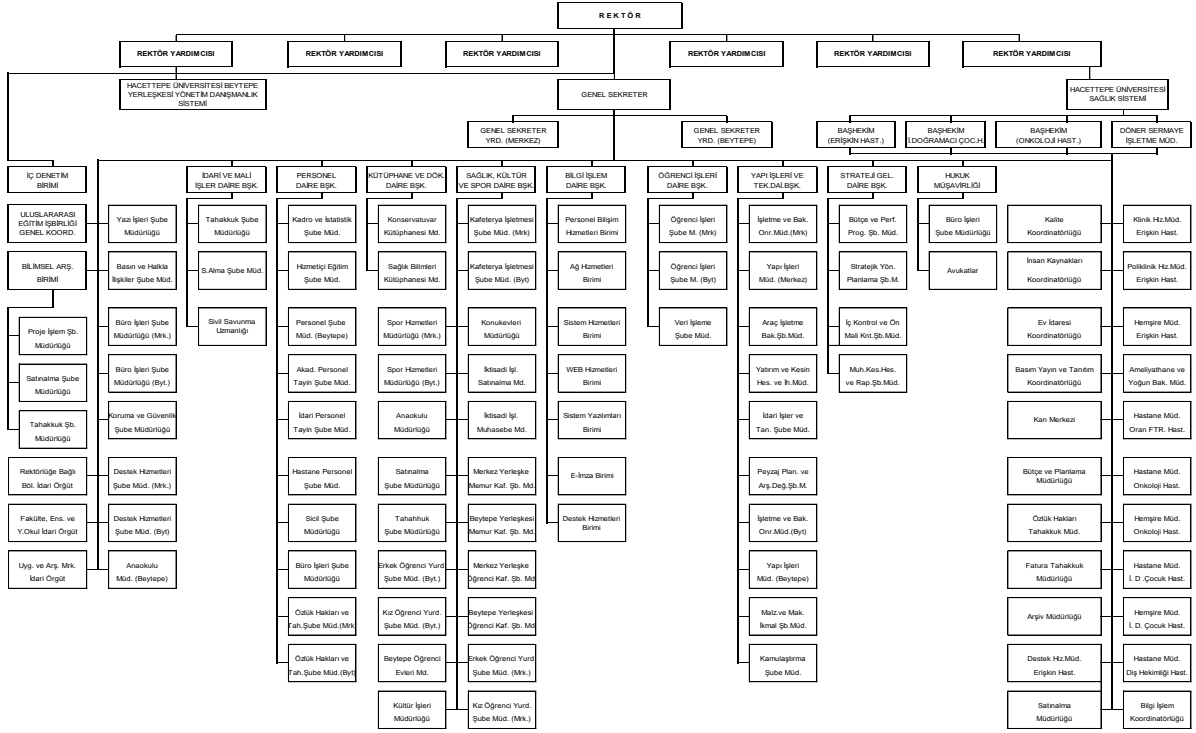 REKTÖR
REKTÖR YARDIMCISI
REKTÖR YARDIMCISI
REKTÖR YARDIMCISI
REKTÖR YARDIMCISI
REKTÖR YARDIMCISI
REKTÖR YARDIMCISI
HACETTEPE ÜNİVERSİTESİ BEYTEPE
YERLEŞKESİ YÖNETİM DANIŞMANLIK
SİSTEMİ
GENEL SEKRETER
HACETTEPE ÜNİVERSİTESİ
SAĞLIK SİSTEMİ
GENEL SEKRETER
YRD. (MERKEZ)
GENEL SEKRETER
YRD. (BEYTEPE)
BAŞHEKİM
(ERİŞKİN HAST.)
BAŞHEKİM
İ.DOĞRAMACI ÇOC.H.
BAŞHEKİM
(ONKOLOJİ HAST.)
DÖNER SERMAYE
İŞLETME MÜD.
İÇ DENETİM
BİRİMİ
İDARİ VE MALİ
İŞLER DAİRE BŞK.
PERSONEL
DAİRE BŞK.
KÜTÜPHANE VE DÖK.
DAİRE BŞK.
SAĞLIK, KÜLTÜR
VE SPOR DAİRE BŞK.
BİLGİ İŞLEM
DAİRE BŞK.
ÖĞRENCİ İŞLERİ
DAİRE BŞK.
YAPI İŞLERİ VE
TEK.DAİ.BŞK.
STRATEJİ GEL.
DAİRE BŞK.
HUKUK
MÜŞAVİRLİĞİ
ULUSLARARASI
EĞİTİM İŞBİRLİĞİ
GENEL KOORD.
BİLİMSEL ARŞ.
BİRİMİ
Proje İşlem Şb.
Müdürlüğü
Satınalma Şube
Müdürlüğü
Tahakkuk Şb.
Müdürlüğü
Rektörlüğe Bağlı
Böl. İdari Örgüt
Fakülte, Ens. ve
Y.Okul İdari Örgüt
Uyg. ve Arş. Mrk.
İdari Örgüt
Yazı İşleri Şube
Müdürlüğü
Basın ve Halkla
İlişkiler Şube Müd.
Büro İşleri Şube
Müdürlüğü (Mrk.)
Büro İşleri Şube
Müdürlüğü (Byt.)
Koruma ve Güvenlik
Şube Müdürlüğü
Destek Hizmetleri
Şube Müd. (Mrk.)
Destek Hizmetleri
Şube Müd. (Byt)
Anaokulu
Müd. (Beytepe)
Tahakkuk Şube
Müdürlüğü
S.Alma Şube Müd.
Sivil Savunma
Uzmanlığı
Kadro ve İstatistik
Şube Müd.
Hizmetiçi Eğitim
Şube Müd.
Personel Şube
Müd. (Beytepe)
Akad. Personel
Tayin Şube Müd.
İdari Personel
Tayin Şube Müd.
Hastane Personel
Şube Müd.
Sicil Şube
Müdürlüğü
Büro İşleri Şube
Müdürlüğü
Özlük Hakları ve
Tah.Şube Müd.(Mrk
Özlük Hakları ve
Tah.Şube Müd.(Byt)
Konservatuvar
Kütüphanesi Md.
Sağlık Bilimleri
Kütüphanesi Md.
Spor Hizmetleri
Müdürlüğü (Mrk.)
Spor Hizmetleri
Müdürlüğü (Byt.)
Anaokulu
Müdürlüğü
Satınalma
Şube Müdürlüğü
Tahahhuk
Şube Müdürlüğü
Erkek Öğrenci Yurd.
Şube Müd. (Byt.)
Kız Öğrenci Yurd.
Şube Müd. (Byt.)
Beytepe Öğrenci
Evleri Md.
Kültür İşleri
Müdürlüğü
Kafeterya İşletmesi
Şube Müd. (Mrk)
Kafeterya İşletmesi
Şube Müd. (Byt)
Konukevleri
Müdürlüğü
İktisadi İşl.
Satınalma Md.
İktisadi İşl.
Muhasebe Md.
Merkez Yerleşke
Memur Kaf. Şb. Md.
Beytepe Yerleşkesi
Memur Kaf. Şb. Md.
Merkez Yerleşke
Öğrenci Kaf. Şb. Md
Beytepe Yerleşkesi
Öğrenci Kaf. Şb. Md
Erkek Öğrenci Yurd.
Şube Müd. (Mrk.)
Kız Öğrenci Yurd.
Şube Müd. (Mrk.)
Personel Bilişim
Hizmetleri Birimi
Ağ Hizmetleri
Birimi
Sistem Hizmetleri
Birimi
WEB Hizmetleri
Birimi
Sistem Yazılımları
Birimi
E-İmza Birimi
Destek Hizmetleri
Birimi
Öğrenci İşleri
Şube M. (Mrk)
Öğrenci İşleri
Şube M. (Byt)
Veri İşleme
Şube Müd.
İşletme ve Bak.
Onr.Müd.(Mrk)
Yapı İşleri
Müd. (Merkez)
Araç İşletme
Bak.Şb.Müd.
Yatırım ve Kesin
Hes. ve İh.Müd.
İdari İşler ve
Tan. Şube Müd.
Peyzaj Plan. ve
Arş.Değ.Şb.M.
İşletme ve Bak.
Onr.Müd.(Byt)
Yapı İşleri
Müd. (Beytepe)
Malz.ve Mak.
İkmal Şb.Müd.
Kamulaştırma
Şube Müd.
Bütçe ve Perf.
Prog. Şb. Müd.
Stratejik Yön.
Planlama Şb.M.
İç Kontrol ve Ön
Mali Knt.Şb.Müd.
Muh.Kes.Hes.
ve Rap.Şb.Müd.
Büro İşleri
Şube Müdürlüğü
Avukatlar
Kalite
Koordinatörlüğü
İnsan Kaynakları
Koordinatörlüğü
Ev İdaresi
Koordinatörlüğü
Basım Yayın ve Tanıtım
Koordinatörlüğü
Kan Merkezi
Bütçe ve Planlama
Müdürlüğü
Özlük Hakları
Tahakkuk Müd.
Fatura Tahakkuk
Müdürlüğü
Arşiv Müdürlüğü
Destek Hiz.Müd.
Erişkin Hast.
Satınalma
Müdürlüğü
Klinik Hiz.Müd.
Erişkin Hast.
Poliklinik Hiz.Müd.
Erişkin Hast.
Hemşire Müd.
Erişkin Hast.
Ameliyathane ve
Yoğun Bak. Müd.
Hastane Müd.
Oran FTR. Hast.
Hastane Müd.
Onkoloji Hast.
Hemşire Müd.
Onkoloji Hast.
Hastane Müd.
İ. D .Çocuk Hast.
Hemşire Müd.
İ. D. Çocuk Hast.
Hastane Müd.
Diş Hekimliği Hast.
Bilgi İşlem
Koordinatörlüğü